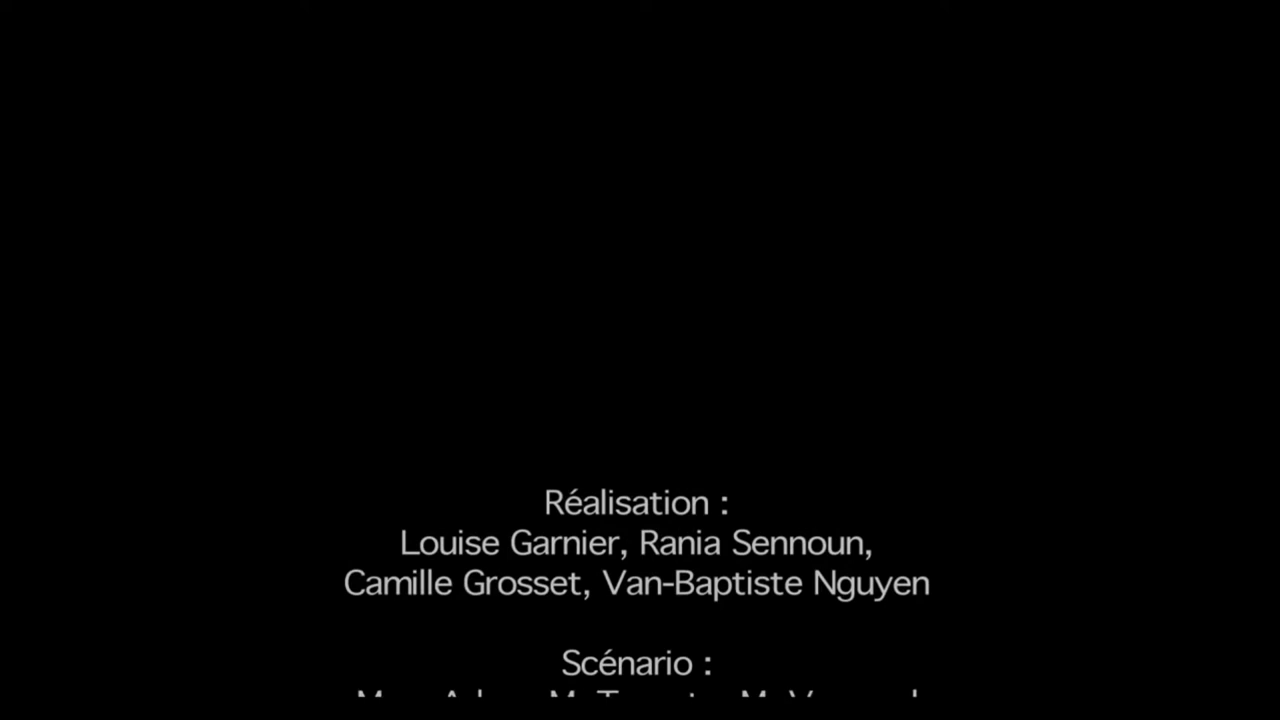 Réalisation :
Louise Garnier, Rania Sennoun,
Camille Grosset, Van-Baptiste Nguyen
Scénario :